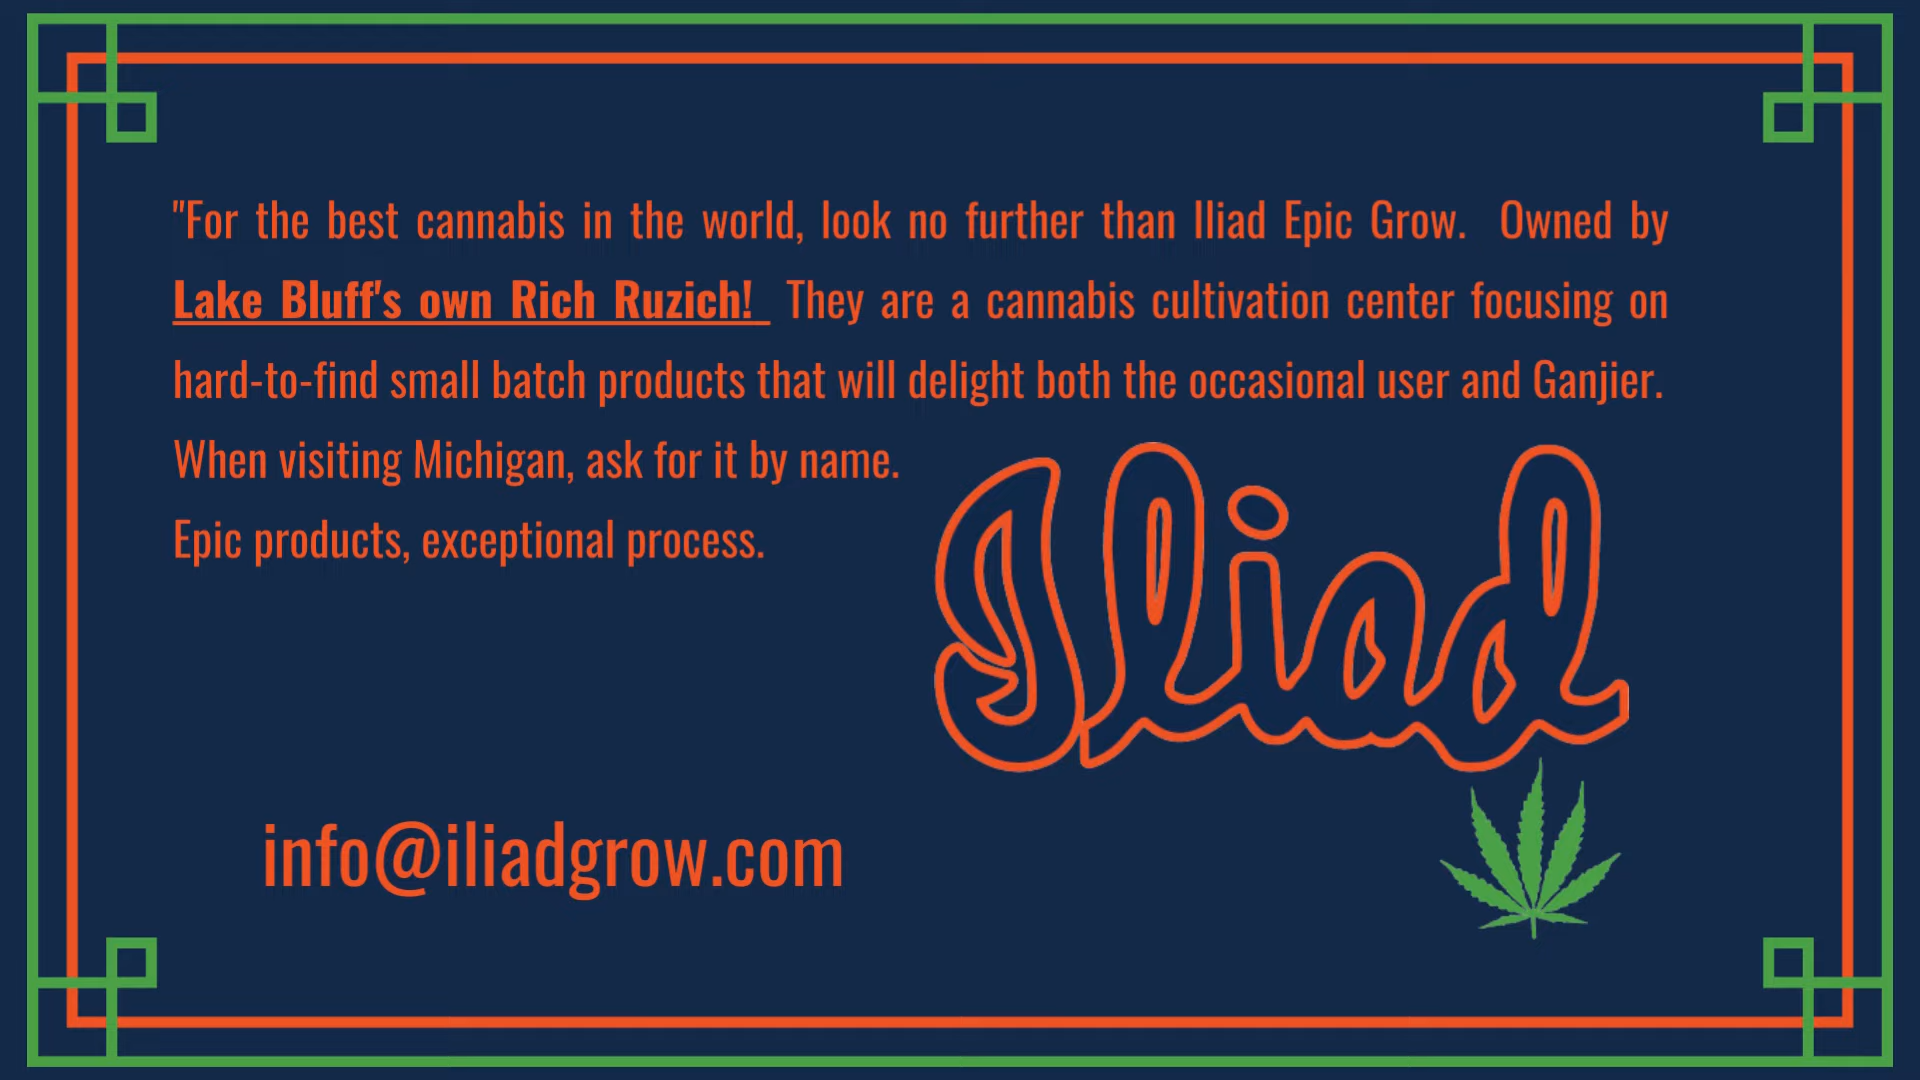 "For the best cannabis in the world, look no further than Iliad Epic Grow. Owned by
Lake Bluff's own Rich Ruzich! They are a cannabis cultivation center focusing on
hard-to-find small batch products that will delight both the occasional user and Ganjier.
When visiting Michigan, ask for it by name.
Epic products, exceptional process.
Iliad
info@iliadgrow.com